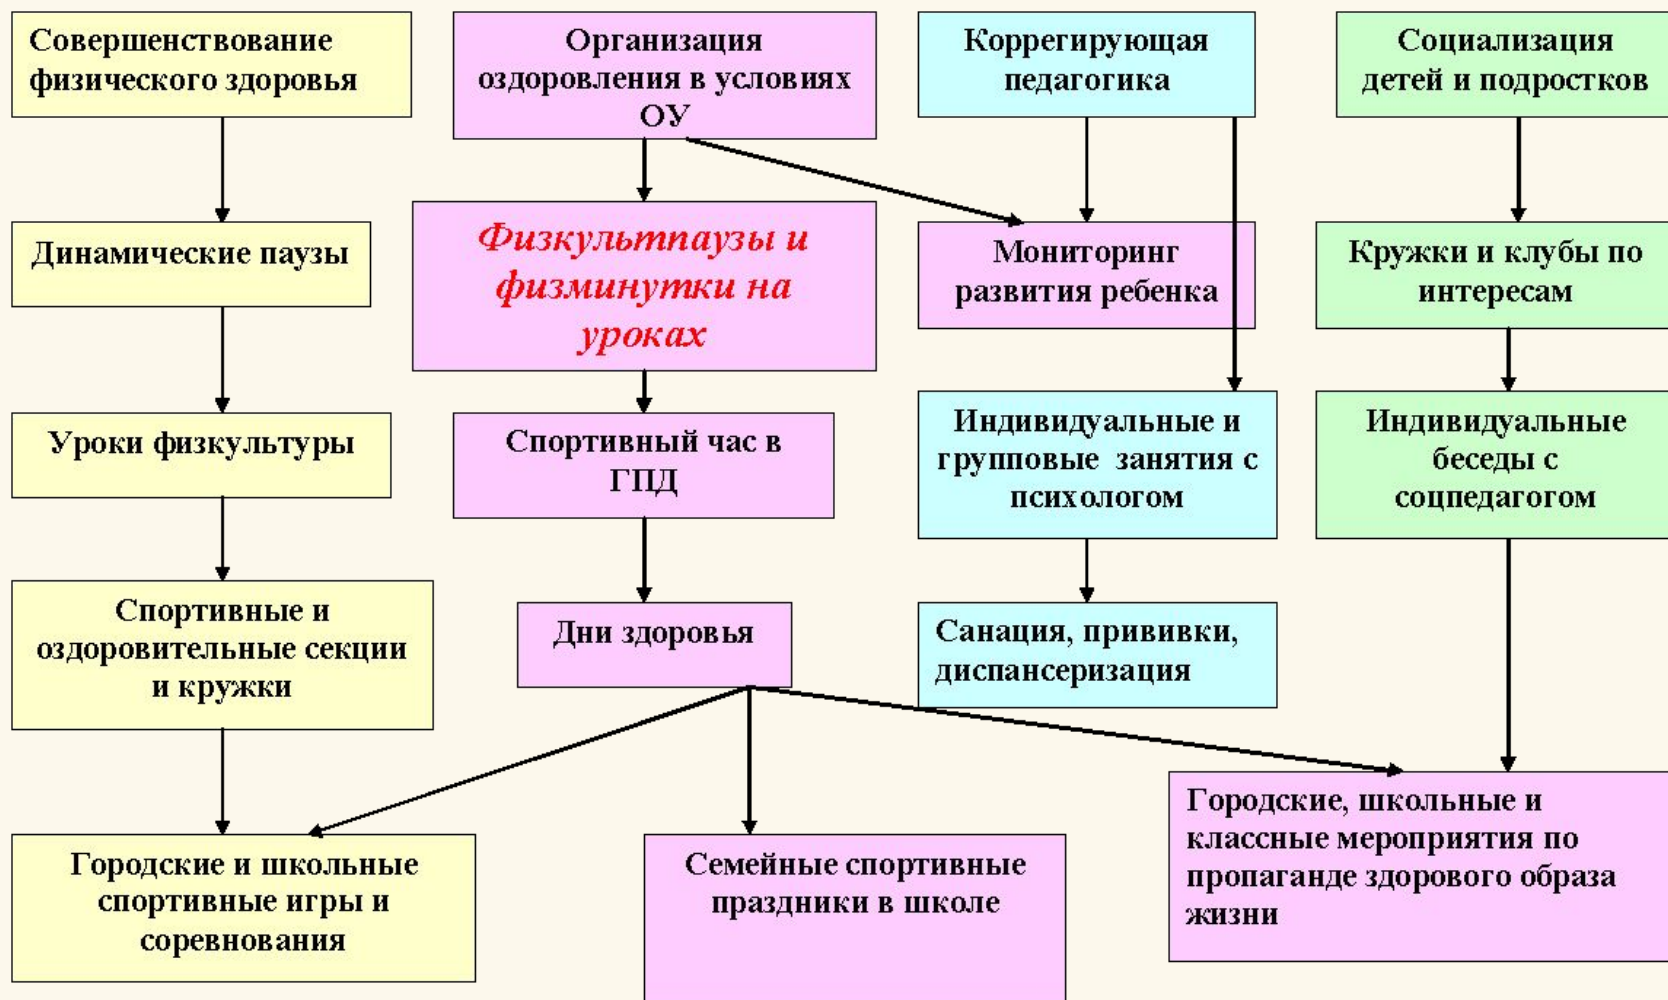 Совершенствование
физического здоровья
Организация
оздоровления в условиях
ОУ
Коррегирующая
педагогика
Социализация
детей и подростков
Динамические паузы
Физкультпаузы и
физминутки на
уроках
Мониторинг
развития ребенка
Кружки и клубы по
интересам
Уроки физкультуры
Спортивный час в
ГПД
Индивидуальные и
групповые занятия с
психологом
Индивидуальные
беседы с
соцпедагогом
Спортивные и
оздоровительные секции
и кружки
Дни здоровья
Санация, прививки,
диспансеризация
Городские и школьные
спортивные игры и
соревнования
Семейные спортивные
праздники в школе
Городские, школьные и
классные мероприятия по
пропаганде здорового образа
жизни